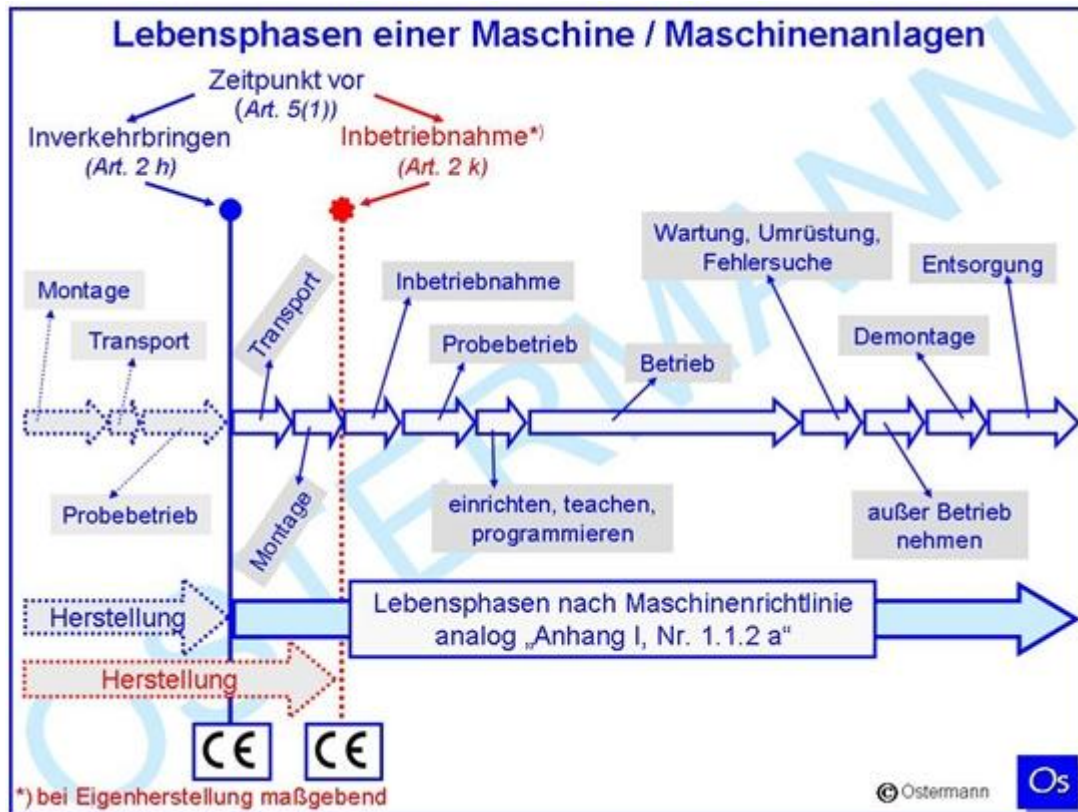 Lebensphasen einer Maschine / Maschinenanlagen
Zeitpunkt vor
(Art. 5(1))
Inverkehrbringen
(Art. 2 h)
Inbetriebnahme*)
(Art. 2 k)
Wartung, Umrüstung,
Fehlersuche
Entsorgung
Montage
Transport
Transport
Inbetriebnahme
Probebetrieb
Betrieb
Demontage
Probebetrieb
Montage
einrichten, teachen,
programmieren
außer Betrieb
nehmen
Herstellung
Lebensphasen nach Maschinenrichtlinie
analog „Anhang I, Nr. 1.1.2 a“
Herstellung
CE
CE
*) bei Eigenherstellung maßgebend
© Ostermann
Os
OSTERMANN